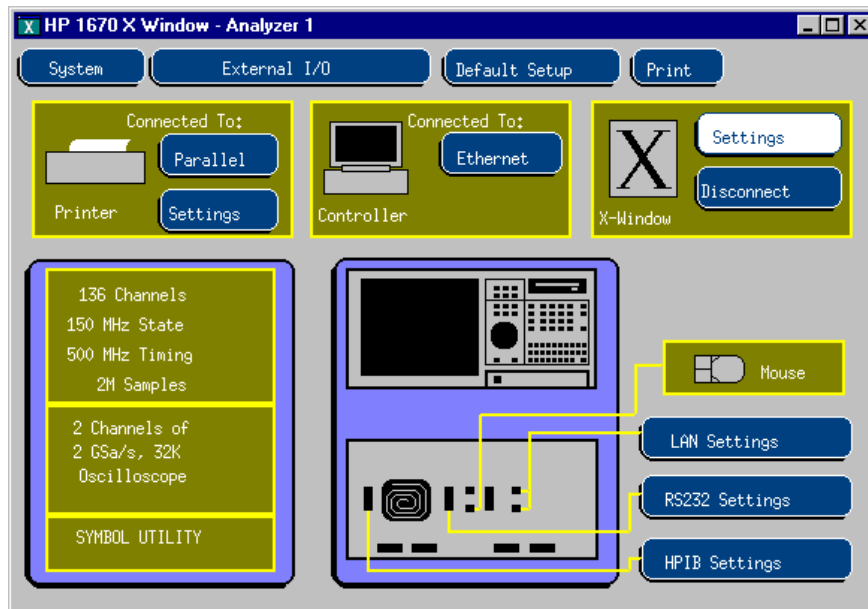 X HP 1670 X Window - Analyzer 1
System External I/O Default Setup Print
Connected To:
Parallel
Printer
Settings
Connected To:
Ethernet
Controller
X
X-Window
Settings
Disconnect
136 Channels
150 MHz State
500 MHz Timing
2M Samples
2 Channels of
2 GSa/s, 32K
Oscilloscope
SYMBOL UTILITY
Mouse
LAN Settings
RS232 Settings
HPIB Settings